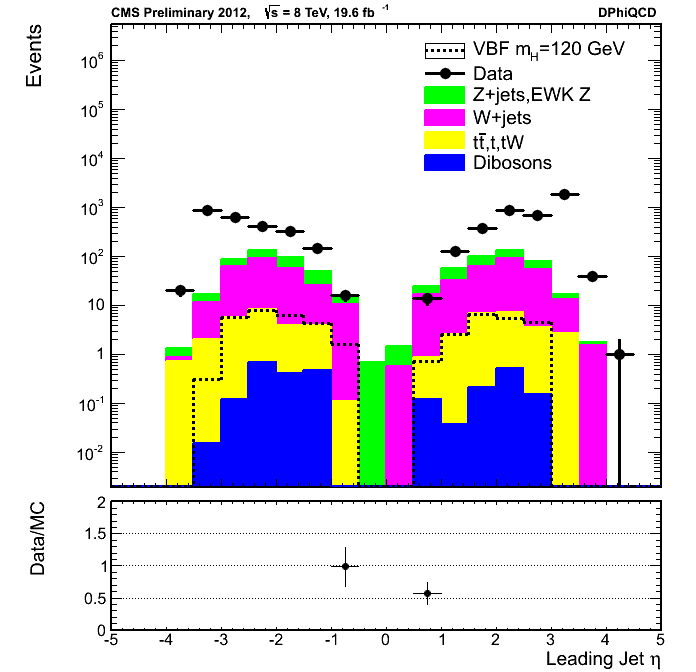 CMS Preliminary 2012, √s = 8 TeV, 19.6 fb⁻¹ DPhiQCD
Events
10⁶
10⁵
10⁴
10³
10²
10
1
10⁻¹
10⁻²
VBF m_H=120 GeV
Data
Z+jets,EWK Z
W+jets
tt̄,t,tW
Dibosons
Data/MC
2
1.5
1
0.5
0
-5 -4 -3 -2 -1 0 1 2 3 4 5
Leading Jet η